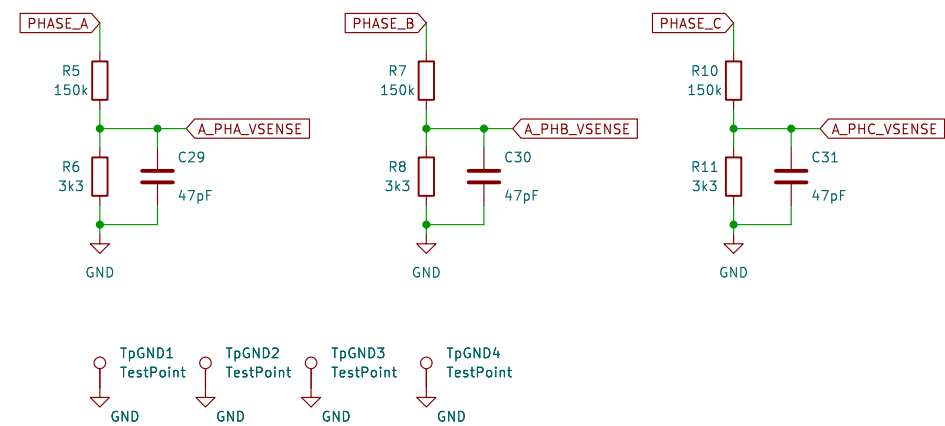 PHASE_A
PHASE_B
PHASE_C
R5
150k
R7
150k
R10
150k
A_PHA_VSENSE
A_PHB_VSENSE
A_PHC_VSENSE
R6
3k3
C29
47pF
R8
3k3
C30
47pF
R11
3k3
C31
47pF
GND
GND
GND
TpGND1
TestPoint
TpGND2
TestPoint
TpGND3
TestPoint
TpGND4
TestPoint
GND
GND
GND
GND